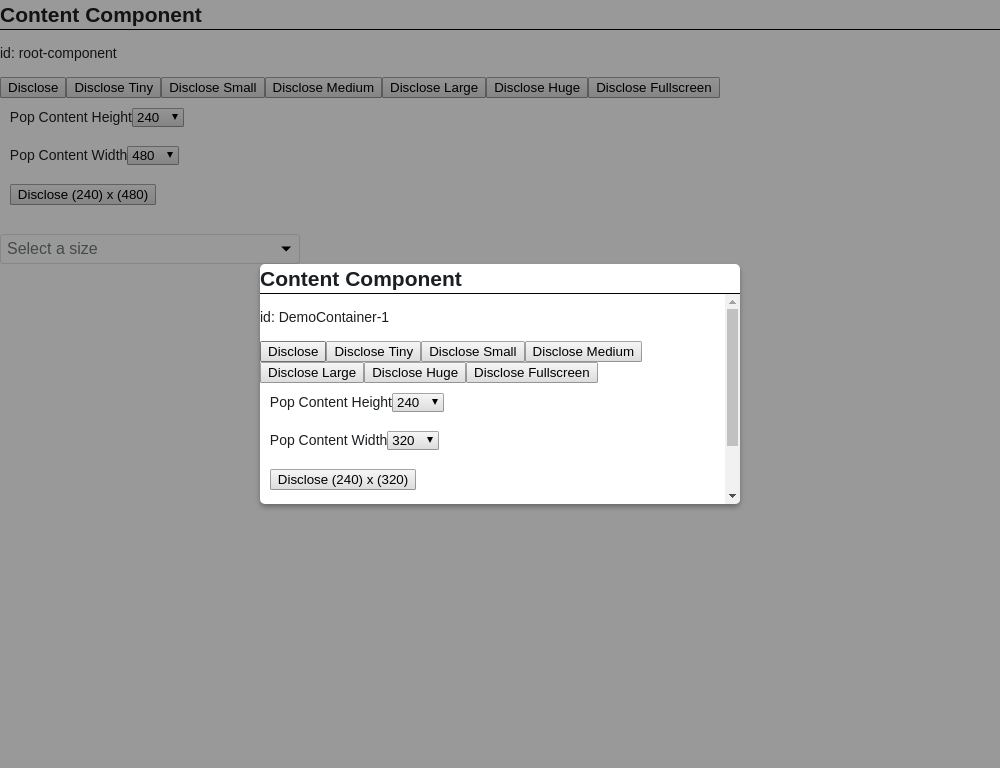 Content Component
id: root-component
Disclose Disclose Tiny Disclose Small Disclose Medium Disclose Large Disclose Huge Disclose Fullscreen
Pop Content Height 240
Pop Content Width 480
Disclose (240) x (480)
Select a size
Content Component
id: DemoContainer-1
Disclose Disclose Tiny Disclose Small Disclose Medium
Disclose Large Disclose Huge Disclose Fullscreen
Pop Content Height 240
Pop Content Width 320
Disclose (240) x (320)